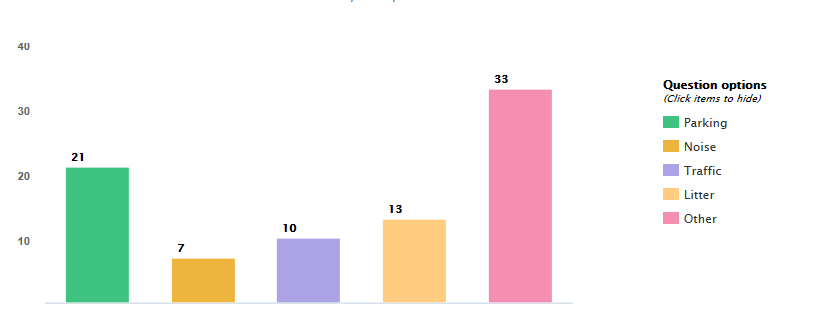 40
30
20
10
21
7
10
13
33
Question options
(Click items to hide)
Parking
Noise
Traffic
Litter
Other